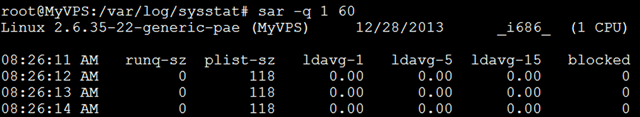 root@MyVPS:/var/log/sysstat# sar -q 1 60
Linux 2.6.35-22-generic-pae (MyVPS) 12/28/2013 _i686_ (1 CPU)
08:26:11 AM runq-sz plist-sz ldavg-1 ldavg-5 ldavg-15 blocked
08:26:12 AM 0 118 0.00 0.00 0.00 0
08:26:13 AM 0 118 0.00 0.00 0.00 0
08:26:14 AM 0 118 0.00 0.00 0.00 0